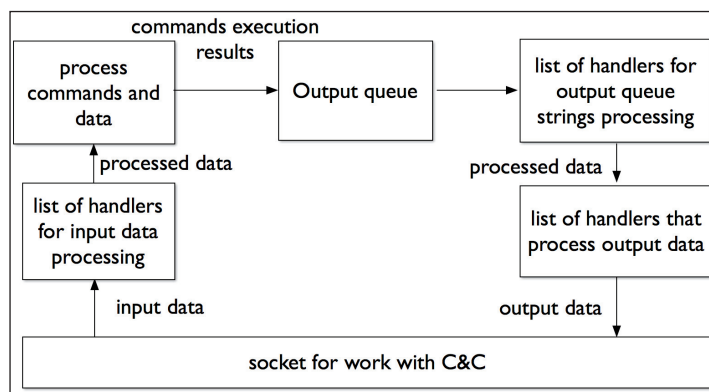 commands execution
results
process
commands and
data
Output queue
list of handlers for
output queue
strings processing
processed data
processed data
list of handlers
for input data
processing
list of handlers that
process output data
input data
output data
socket for work with C&C